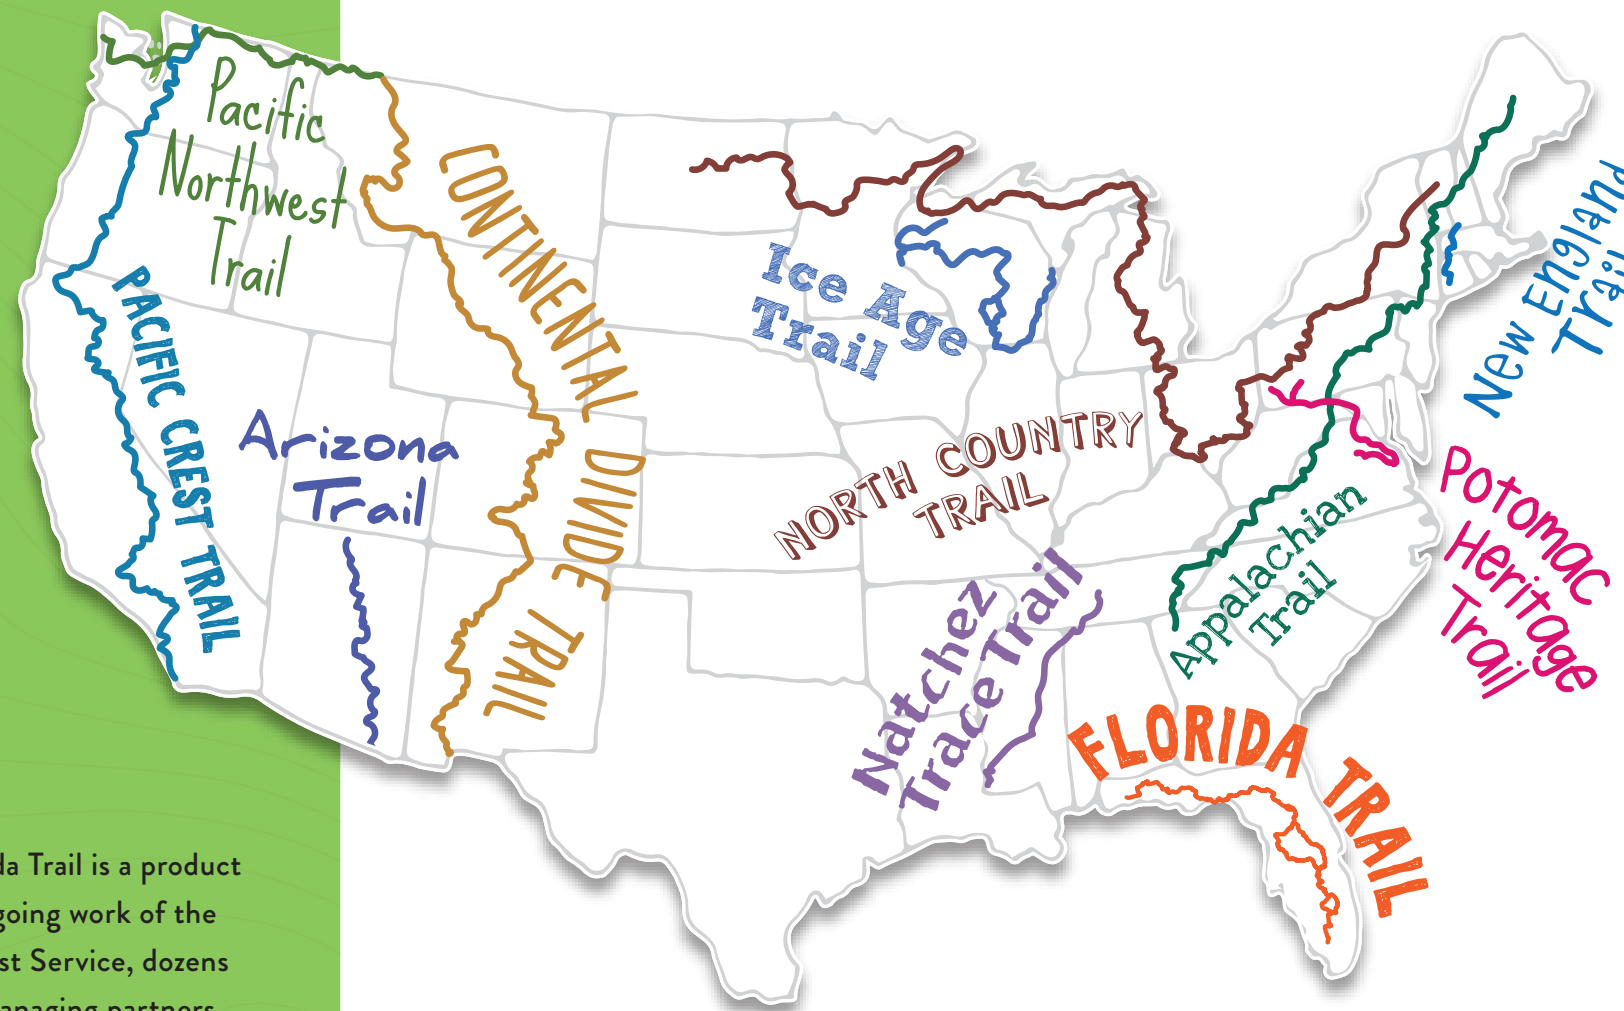 Pacific
Northwest
Trail
CONTINENTAL
DIVIDE
TRAIL
PACIFIC CREST TRAIL
Arizona
Trail
Ice Age
Trail
NORTH COUNTRY
TRAIL
Natchez
Trace Trail
Appalachian
Trail
FLORIDA TRAIL
New England
Trail
Potomac
Heritage
Trail
da Trail is a product
going work of the
st Service, dozens
anaging partners